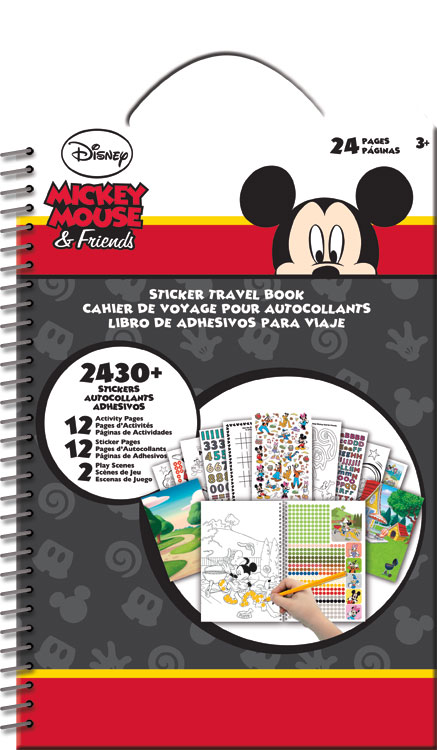 Disney
24 PAGES
PÁGINAS
3+
MICKEY
MOUSE
& Friends
STICKER TRAVEL BOOK
CAHIER DE VOYAGE POUR AUTOCOLLANTS
LIBRO DE ADHESIVOS PARA VIAJE
2430+
STICKERS
AUTOCOLLANTS
ADHESIVOS
12 Activity Pages
Pages d'Activités
Páginas de Actividades
12 Sticker Pages
Pages d'Autocollants
Páginas de Adhesivos
2 Play Scenes
Scènes de Jeu
Escenas de Juego